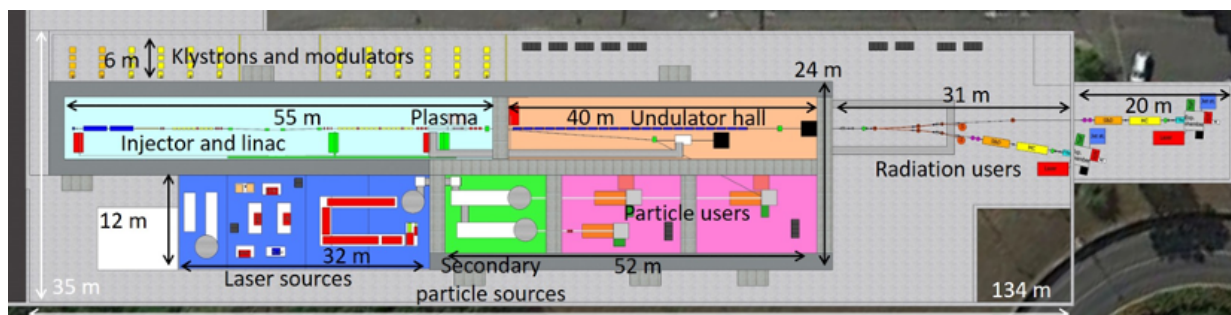 6 m
Klystrons and modulators
24 m
55 m
Plasma
40 m
Undulator hall
31 m
20 m
Injector and linac
Radiation users
12 m
Particle users
32 m
Laser sources
Secondary
particle sources
52 m
35 m
134 m